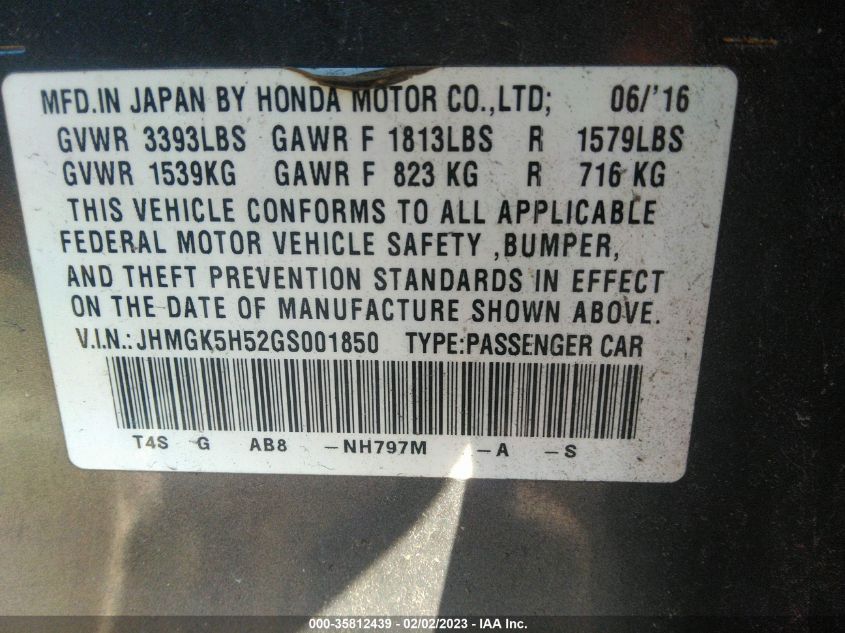 MFD.IN JAPAN BY HONDA MOTOR CO.,LTD; 06/'16
GVWR 3393LBS GAWR F 1813LBS R 1579LBS
GVWR 1539KG GAWR F 823 KG R 716 KG
THIS VEHICLE CONFORMS TO ALL APPLICABLE
FEDERAL MOTOR VEHICLE SAFETY ,BUMPER,
AND THEFT PREVENTION STANDARDS IN EFFECT
ON THE DATE OF MANUFACTURE SHOWN ABOVE.
V.I.N.: JHMGK5H52GS001850 TYPE:PASSENGER CAR
T4S G AB8 -NH797M -A -S
000-35812439 - 02/02/2023 - IAA Inc.